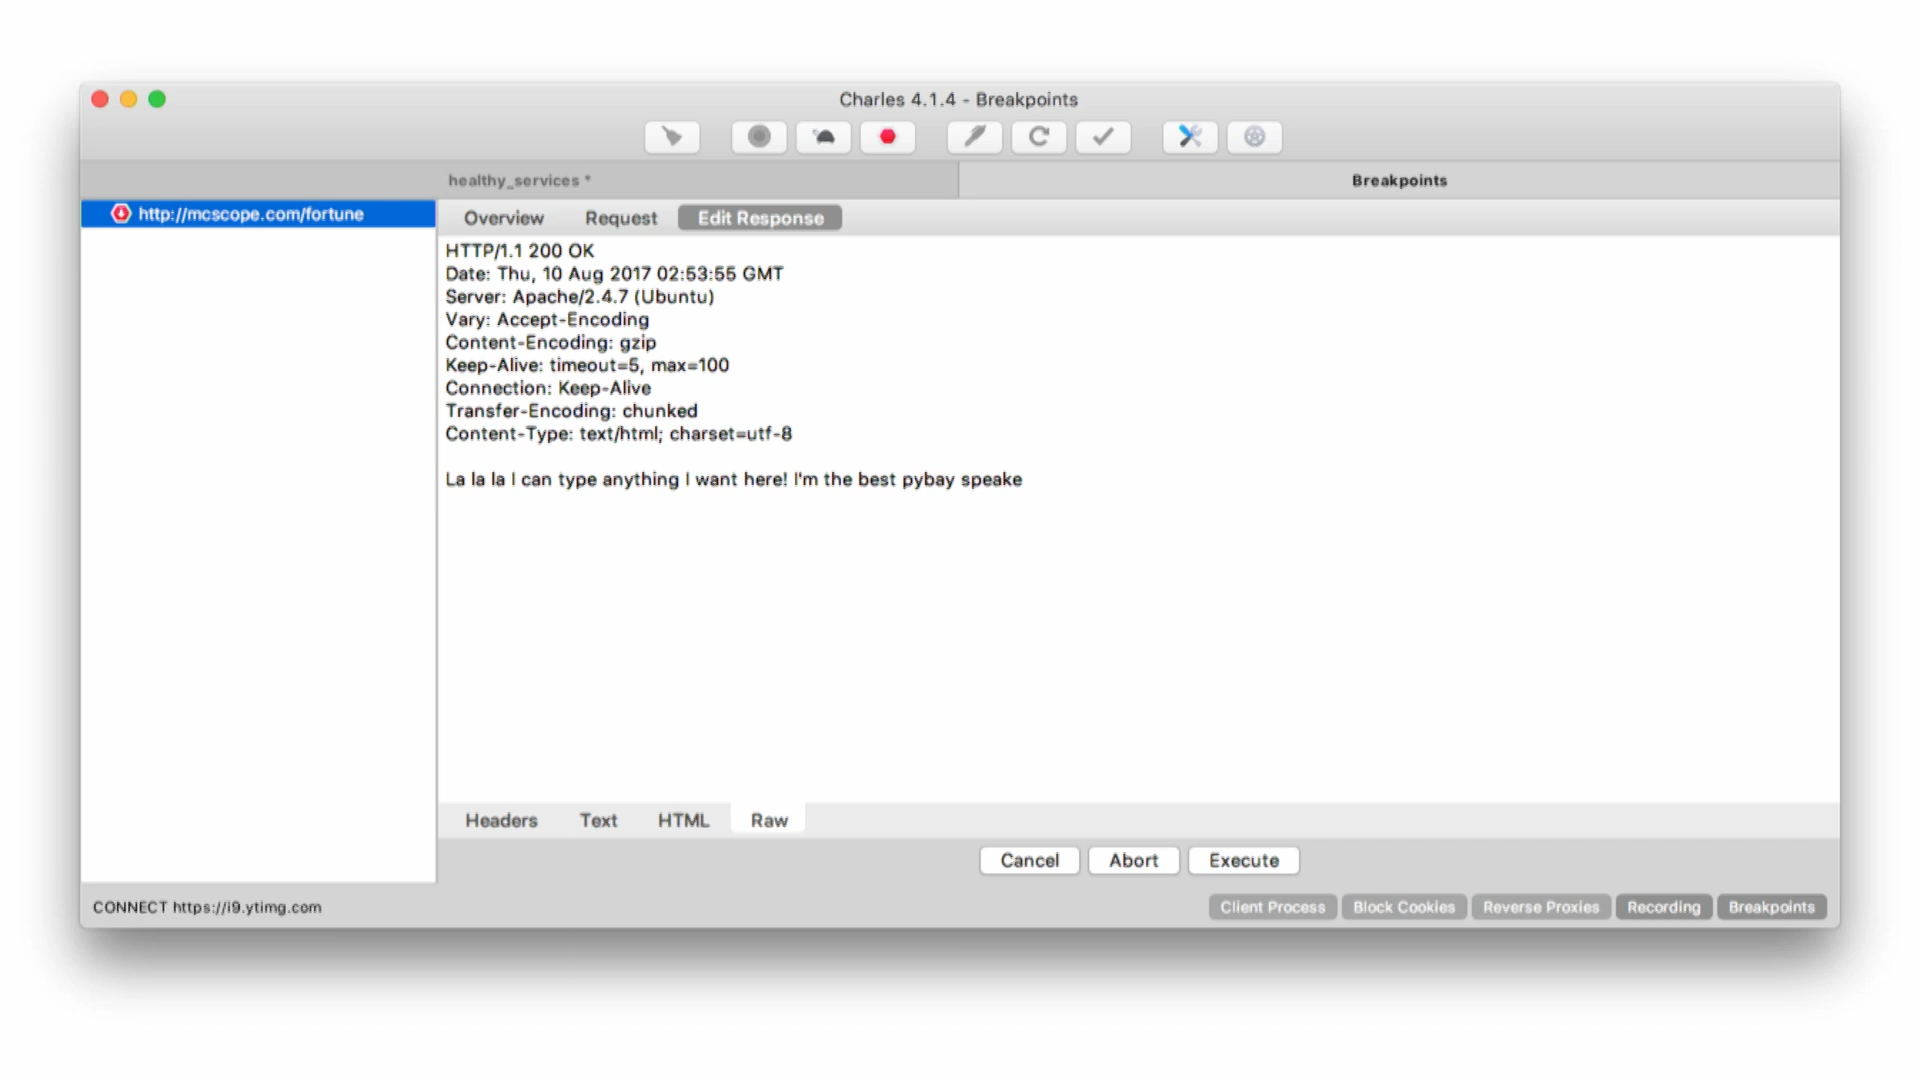 Charles 4.1.4 - Breakpoints
healthy_services *
Breakpoints
http://mcscope.com/fortune
Overview Request Edit Response
HTTP/1.1 200 OK
Date: Thu, 10 Aug 2017 02:53:55 GMT
Server: Apache/2.4.7 (Ubuntu)
Vary: Accept-Encoding
Content-Encoding: gzip
Keep-Alive: timeout=5, max=100
Connection: Keep-Alive
Transfer-Encoding: chunked
Content-Type: text/html; charset=utf-8
La la la I can type anything I want here! I'm the best pybay speake
Headers Text HTML Raw
Cancel Abort Execute
CONNECT https://i9.ytimg.com
Client Process Block Cookies Reverse Proxies Recording Breakpoints